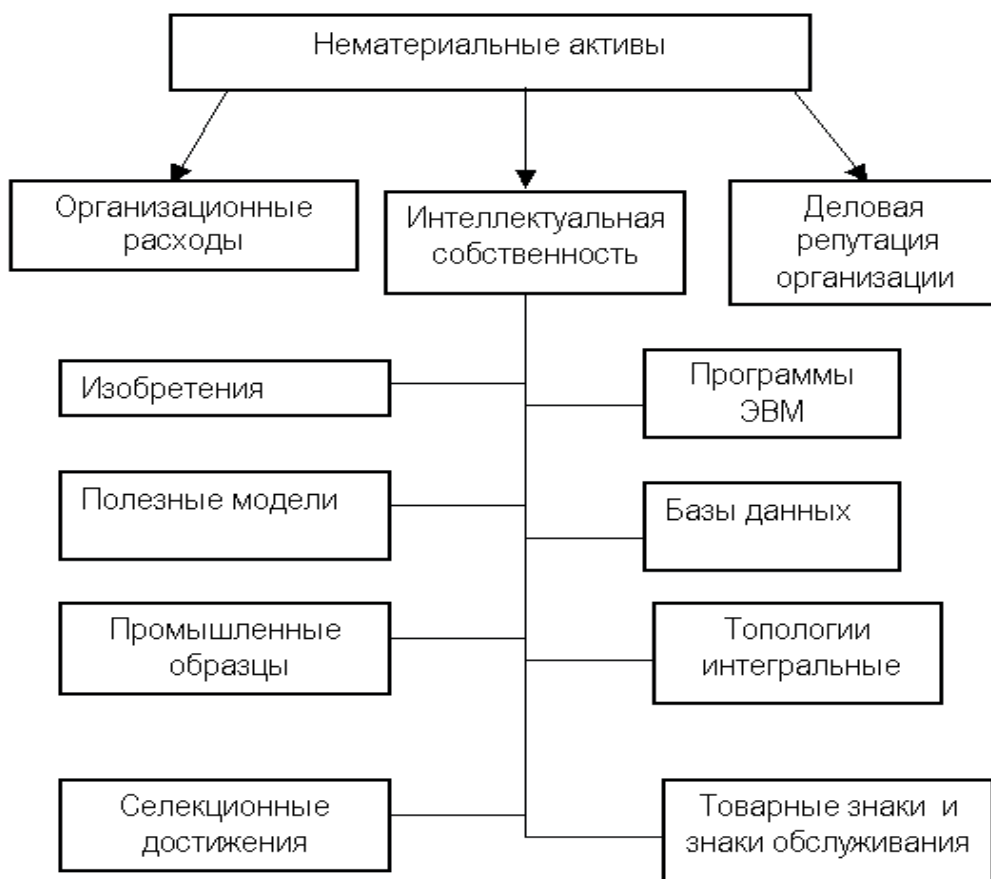 Нематериальные активы
Организационные
расходы
Интеллектуальная
собственность
Деловая
репутация
организации
Изобретения
Программы
ЭВМ
Полезные модели
Базы данных
Промышленные
образцы
Топологии
интегральные
Селекционные
достижения
Товарные знаки и
знаки обслуживания